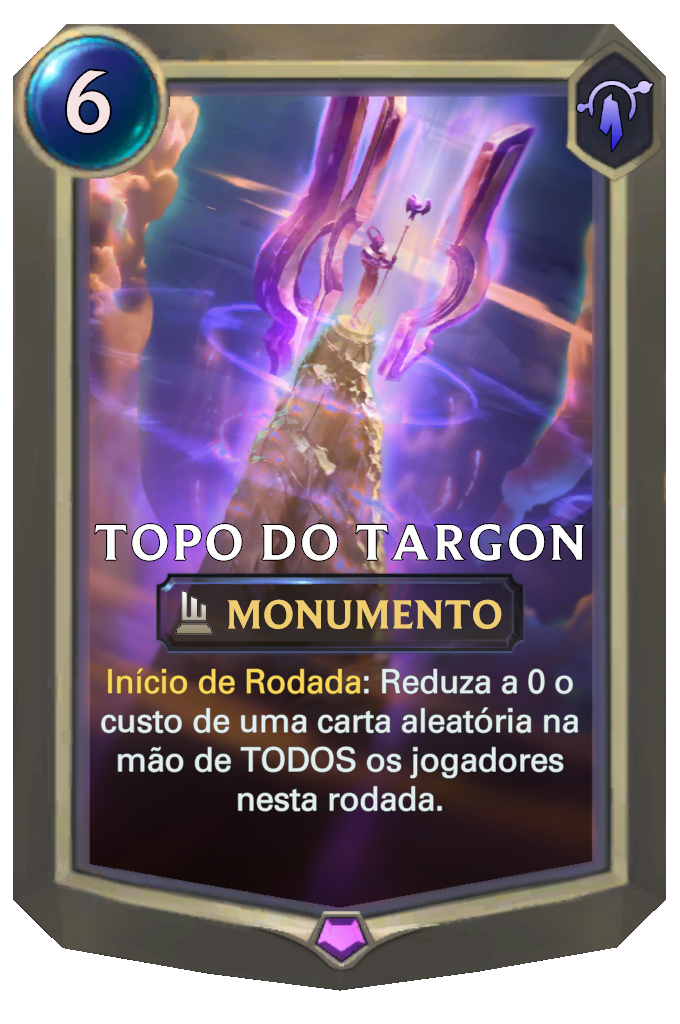 6
TOPO DO TARGON
MONUMENTO
Início de Rodada: Reduza a 0 o
custo de uma carta aleatória na
mão de TODOS os jogadores
nesta rodada.